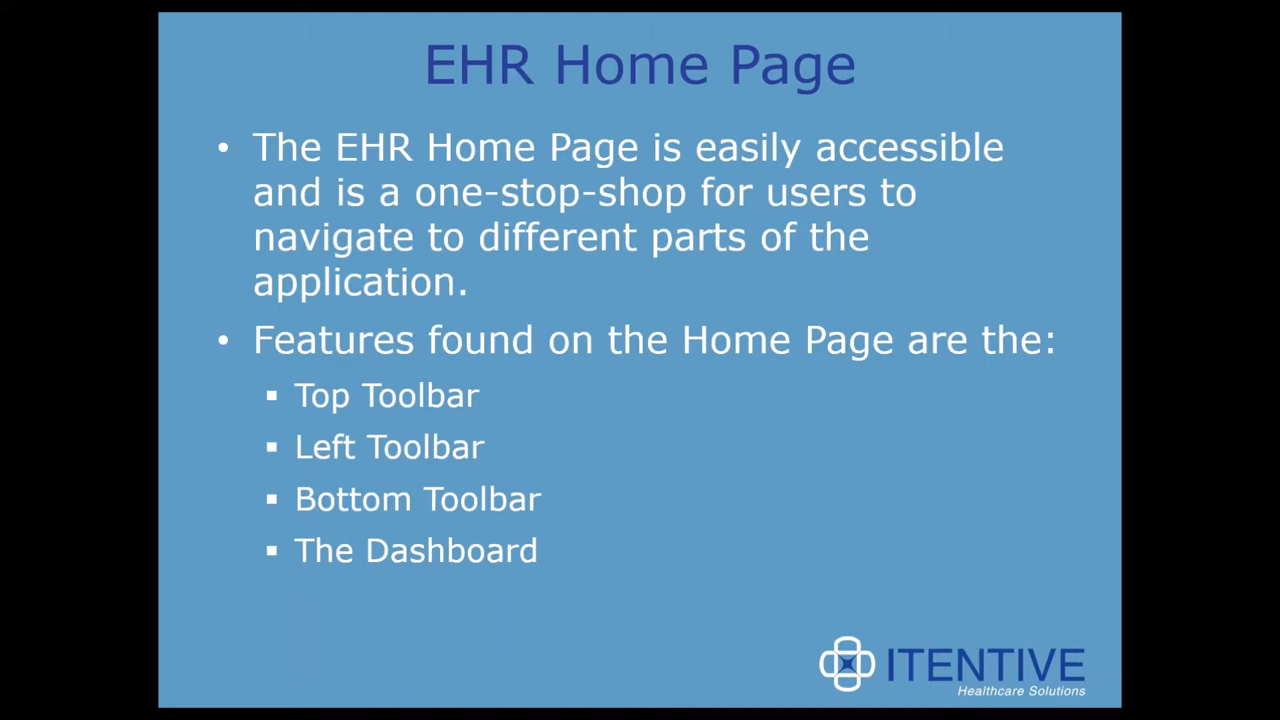 EHR Home Page
• The EHR Home Page is easily accessible
and is a one-stop-shop for users to
navigate to different parts of the
application.
• Features found on the Home Page are the:
▪ Top Toolbar
▪ Left Toolbar
▪ Bottom Toolbar
▪ The Dashboard
ITENTIVE
Healthcare Solutions